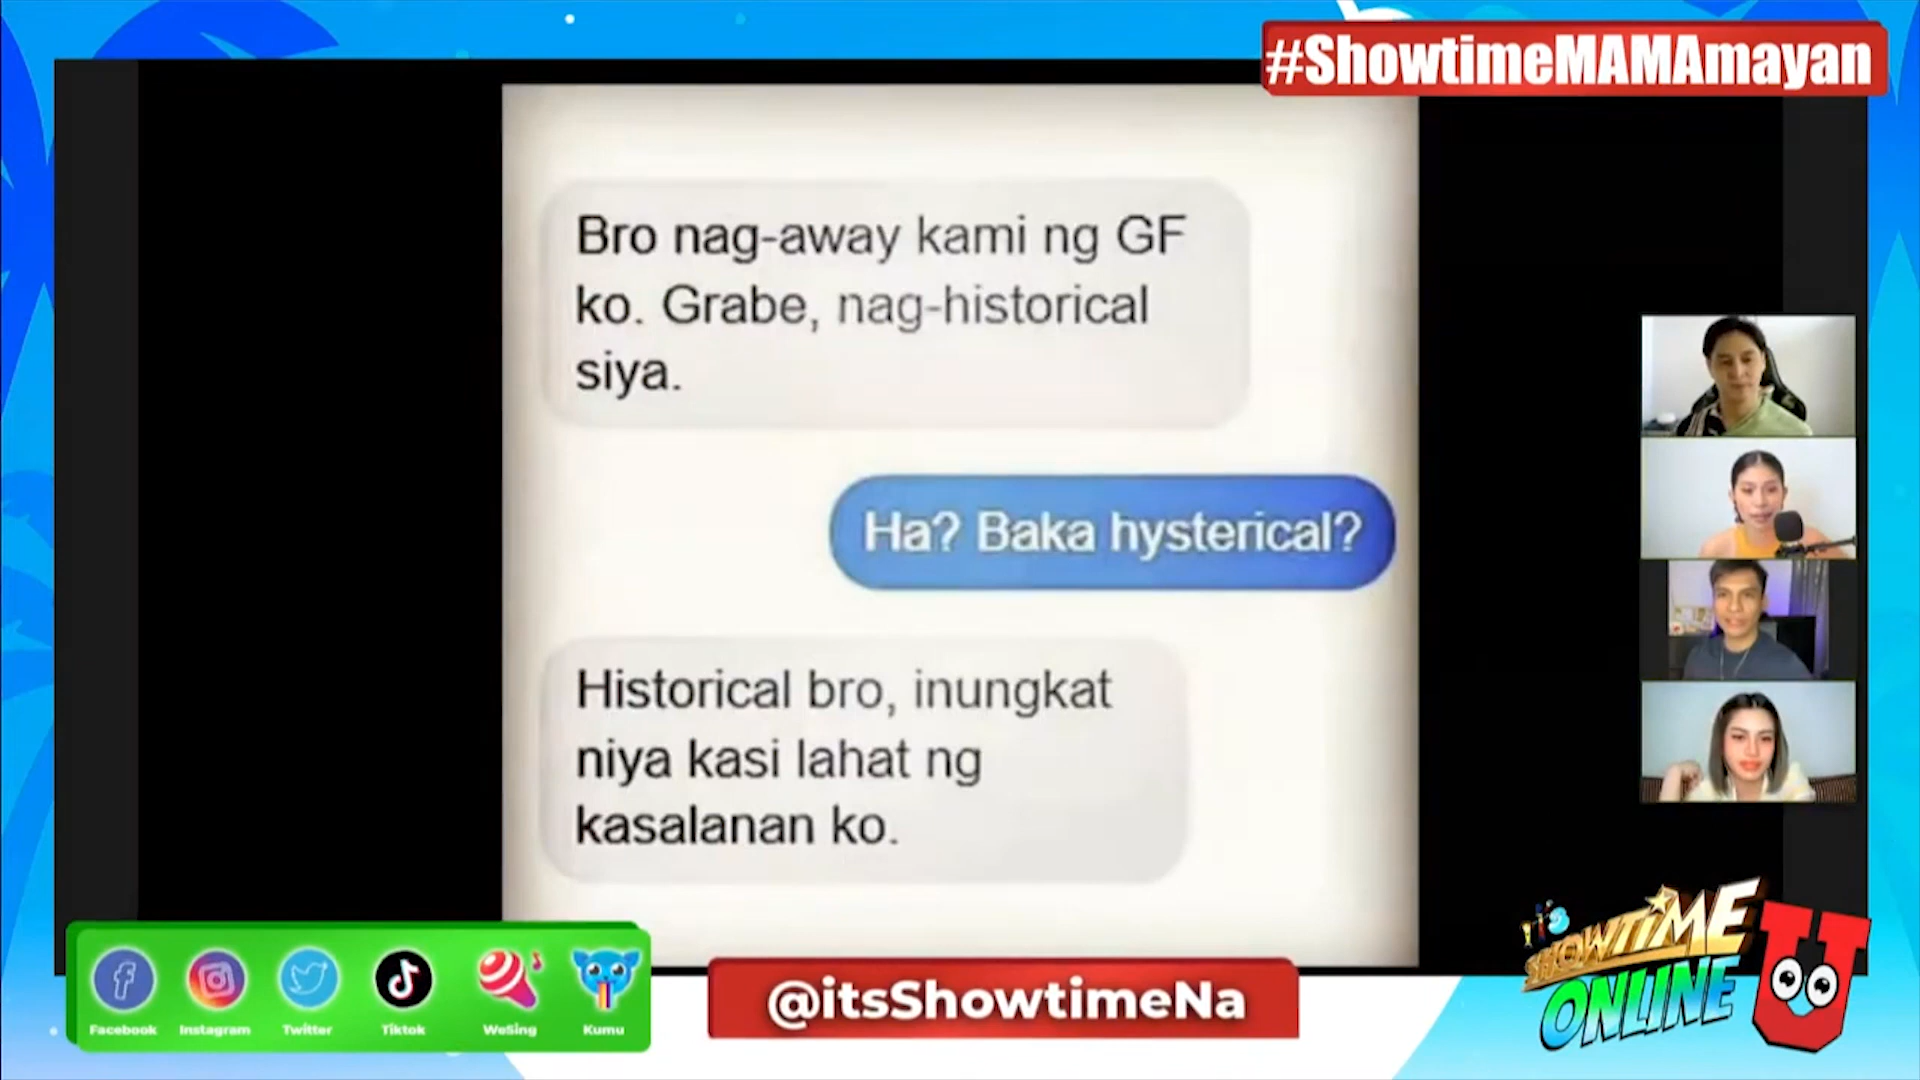 #ShowtimeMAMAmayan
Bro nag-away kami ng GF
ko. Grabe, nag-historical
siya.
Ha? Baka hysterical?
Historical bro, inungkat
niya kasi lahat ng
kasalanan ko.
Facebook Instagram Twitter Tiktok WeSing Kumu
@itsShowtimeNa
it's
SHOWTiME
ONLINE U